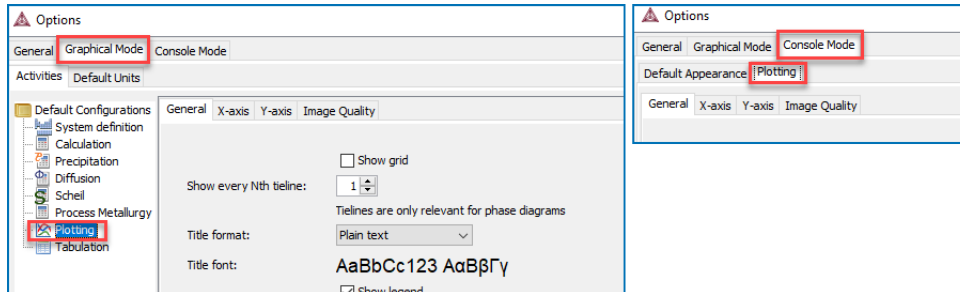 Options
General Graphical Mode Console Mode
Activities Default Units
Default Configurations
System definition
Calculation
Precipitation
Diffusion
Scheil
Process Metallurgy
Plotting
Tabulation
General X-axis Y-axis Image Quality
Show grid
Show every Nth tieline: 1
Tielines are only relevant for phase diagrams
Title format: Plain text
Title font: AaBbCc123 ΑαΒβΓγ
Show legend
Options
General Graphical Mode Console Mode
Default Appearance Plotting
General X-axis Y-axis Image Quality